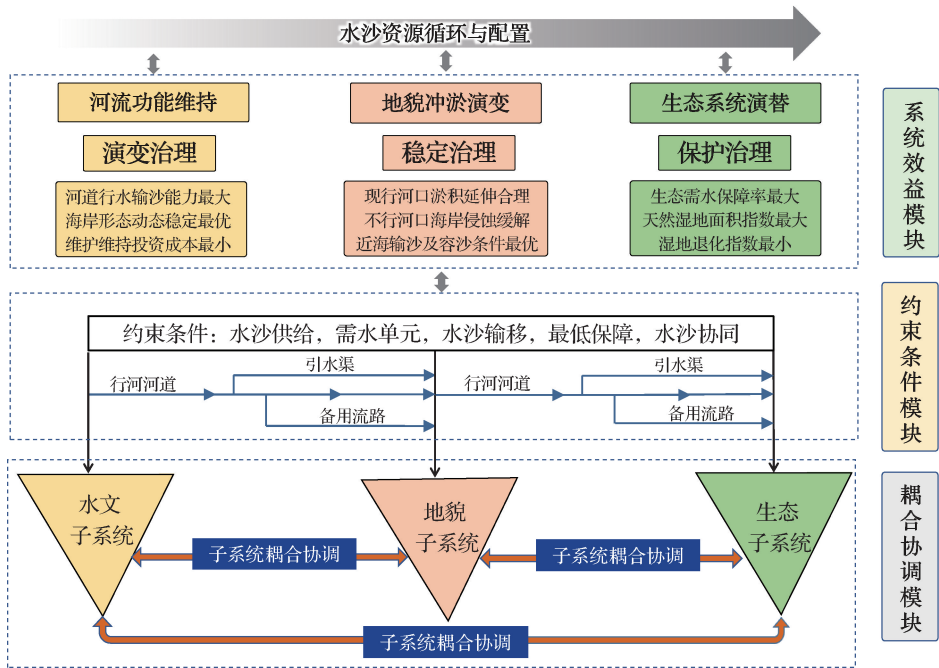 水沙资源循环与配置
河流功能维持
地貌冲淤演变
生态系统演替
演变治理
稳定治理
保护治理
河道行水输沙能力最大
海岸形态动态稳定最优
维护维持投资成本最小
现行河口淤积延伸合理
不行河口海岸侵蚀缓解
近海输沙及容沙条件最优
生态需水保障率最大
天然湿地面积指数最大
湿地退化指数最小
系统效益模块
约束条件：水沙供给，需水单元，水沙输移，最低保障，水沙协同
行河河道
引水渠
备用流路
行河河道
引水渠
备用流路
约束条件模块
水文
子系统
地貌
子系统
生态
子系统
子系统耦合协调
子系统耦合协调
子系统耦合协调
耦合协调模块